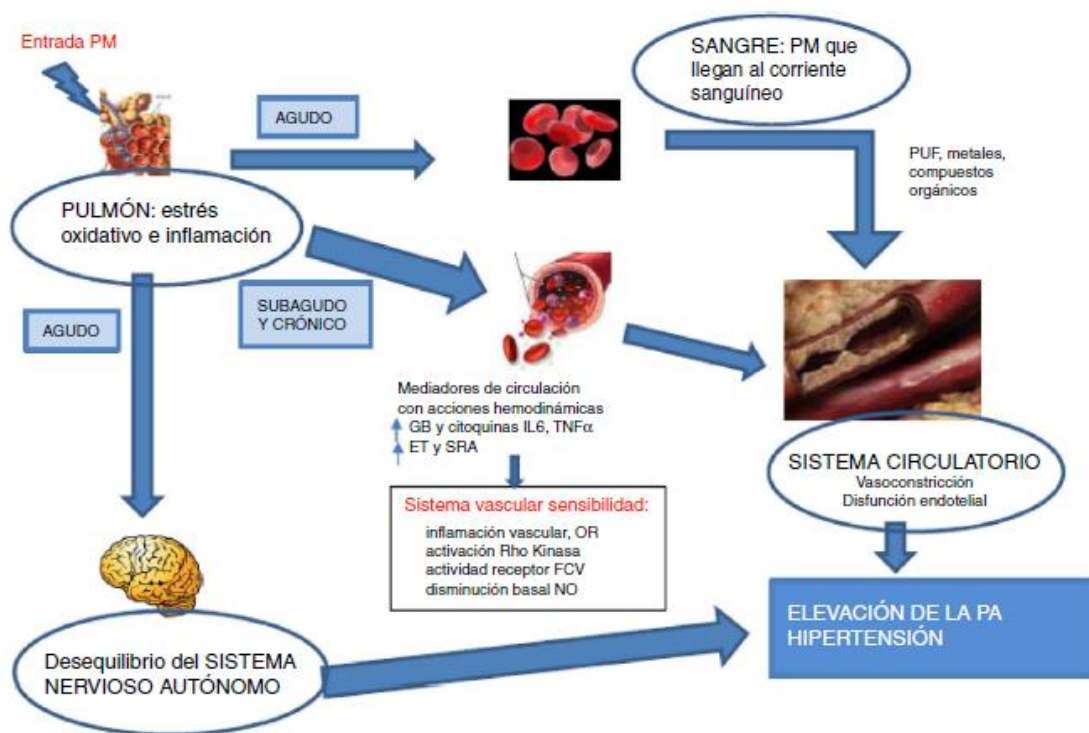 Entrada PM
AGUDO
SANGRE: PM que
llegan al corriente
sanguíneo
PUF, metales,
compuestos
orgánicos
PULMÓN: estrés
oxidativo e inflamación
SUBAGUDO
Y CRÓNICO
AGUDO
Mediadores de circulación
con acciones hemodinámicas
GB y citoquinas IL6, TNFα
ET y SRA
Sistema vascular sensibilidad:
inflamación vascular, OR
activación Rho Kinasa
actividad receptor FCV
disminución basal NO
SISTEMA CIRCULATORIO
Vasoconstricción
Disfunción endotelial
ELEVACIÓN DE LA PA
HIPERTENSIÓN
Desequilibrio del SISTEMA
NERVIOSO AUTÓNOMO